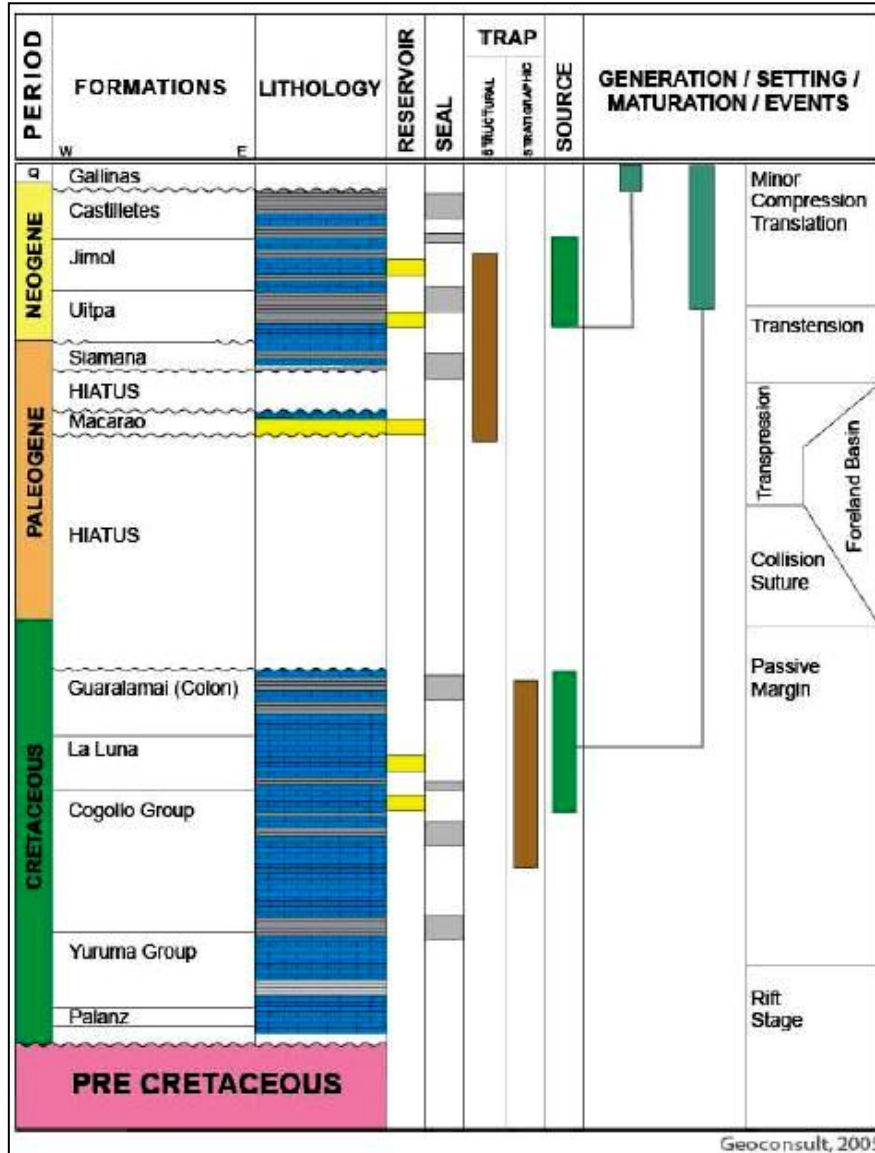 PERIOD
FORMATIONS
W
E
LITHOLOGY
RESERVOIR
SEAL
TRAP
STRUCTURAL
STRATIGRAPHIC
SOURCE
GENERATION / SETTING /
MATURATION / EVENTS
Q
NEOGENE
PALEOGENE
CRETACEOUS
Gallinas
Castilletes
Jimol
Uitpa
Siamana
HIATUS
Macarao
HIATUS
Guaralamai (Colon)
La Luna
Cogollo Group
Yuruma Group
Palanz
PRE CRETACEOUS
Minor
Compression
Translation
Transtension
Transpression
Foreland Basin
Collision
Suture
Passive
Margin
Rift
Stage
Geoconsult, 2005